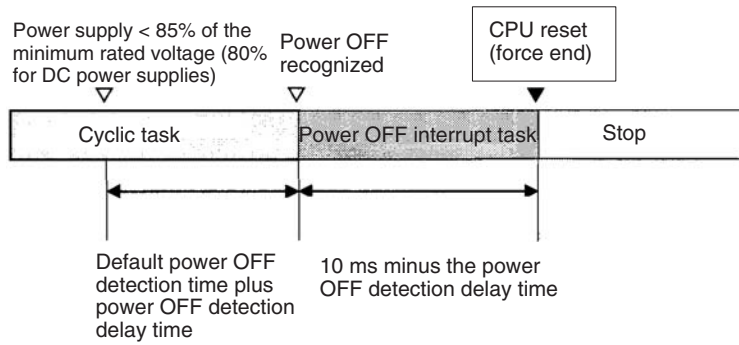 Power supply < 85% of the
minimum rated voltage (80%
for DC power supplies)
Power OFF
recognized
CPU reset
(force end)
Cyclic task
Power OFF interrupt task
Stop
Default power OFF
detection time plus
power OFF detection
delay time
10 ms minus the power
OFF detection delay time